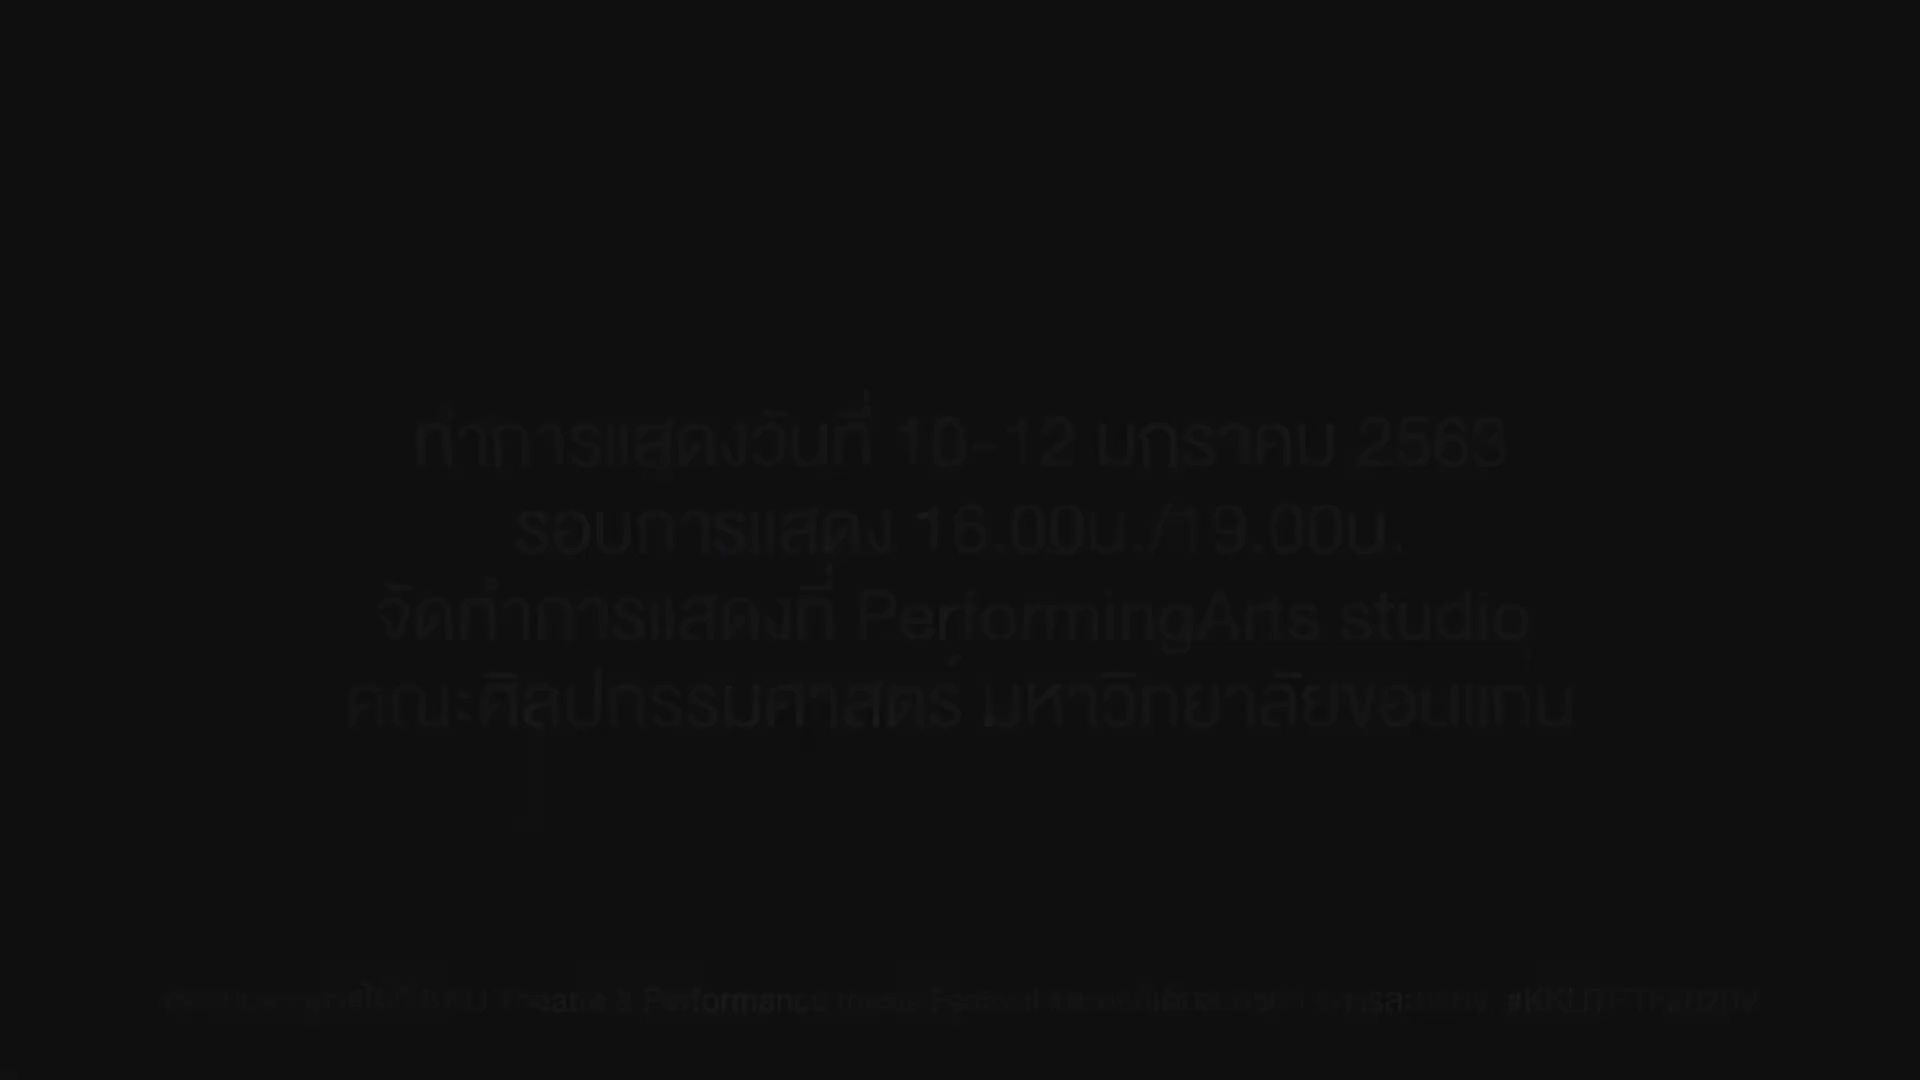 ทำการแสดงวันที่ 10-12 มกราคม 2563
รอบการแสดง 16.00น./19.00น.
จัดทำการแสดงที่ PerformingArts studio
คณะศิลปกรรมศาสตร์ มหาวิทยาลัยขอนแก่น
Performance